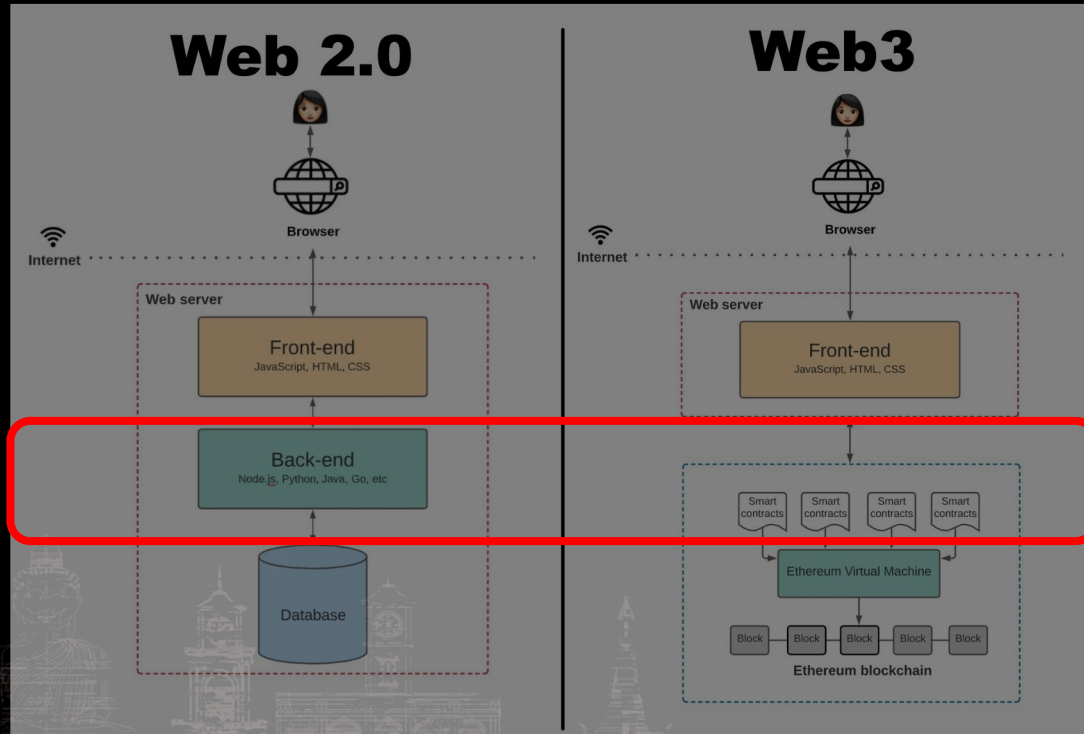 Web 2.0
Browser
Internet
Web server
Front-end
JavaScript, HTML, CSS
Back-end
Node.js, Python, Java, Go, etc
Database
Web3
Browser
Internet
Web server
Front-end
JavaScript, HTML, CSS
Smart contracts
Smart contracts
Smart contracts
Smart contracts
Ethereum Virtual Machine
Block
Block
Block
Block
Block
Ethereum blockchain